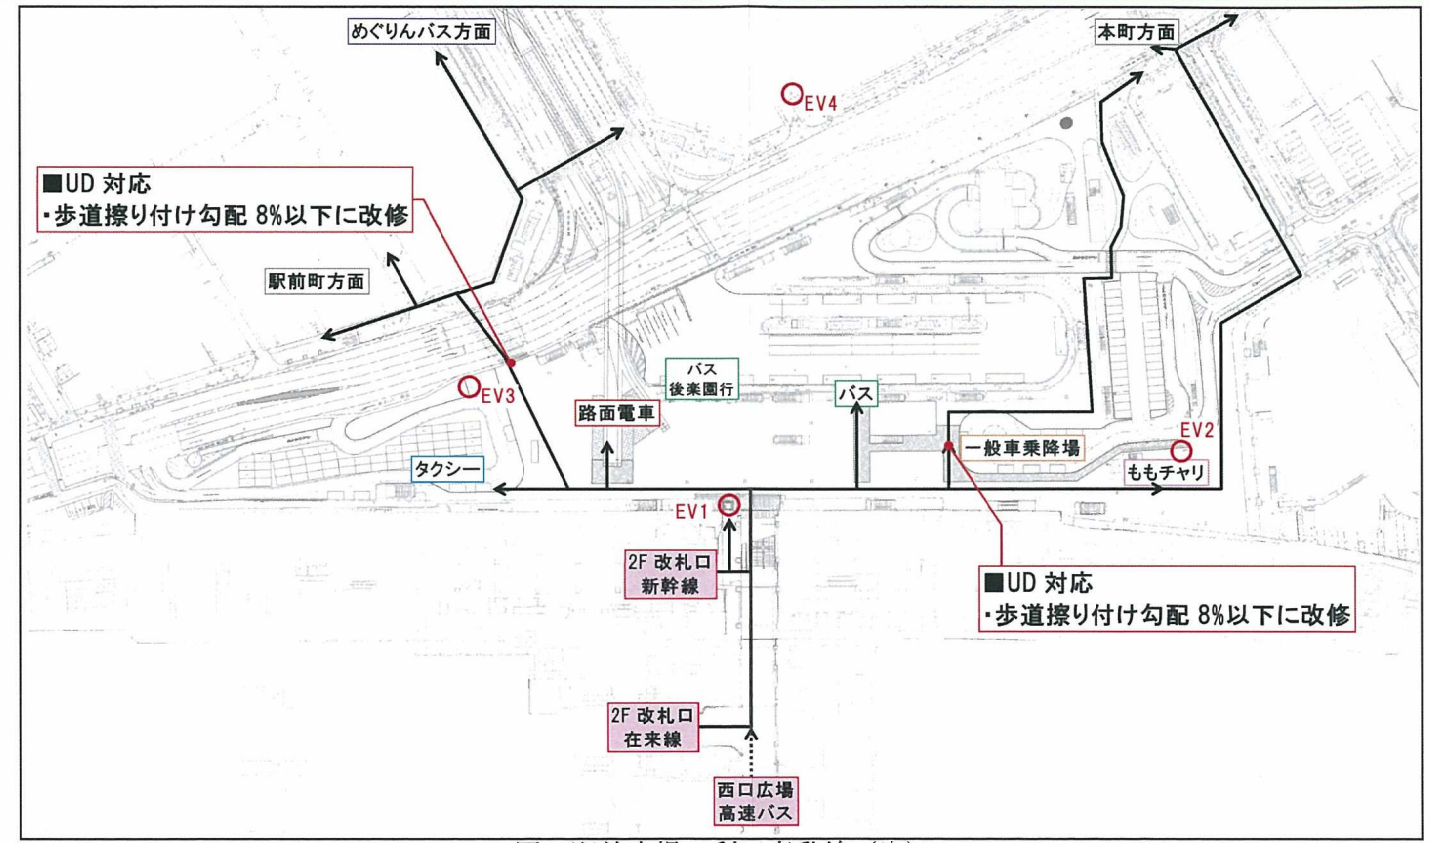 めぐりんバス方面
本町方面
EV4
■UD 対応
・歩道擦り付け勾配 8%以下に改修
駅前町方面
EV3
バス
後楽園行
バス
路面電車
EV2
一般車乗降場
タクシー
ももチャリ
EV1
2F 改札口
新幹線
■UD 対応
・歩道擦り付け勾配 8%以下に改修
2F 改札口
在来線
西口広場
高速バス